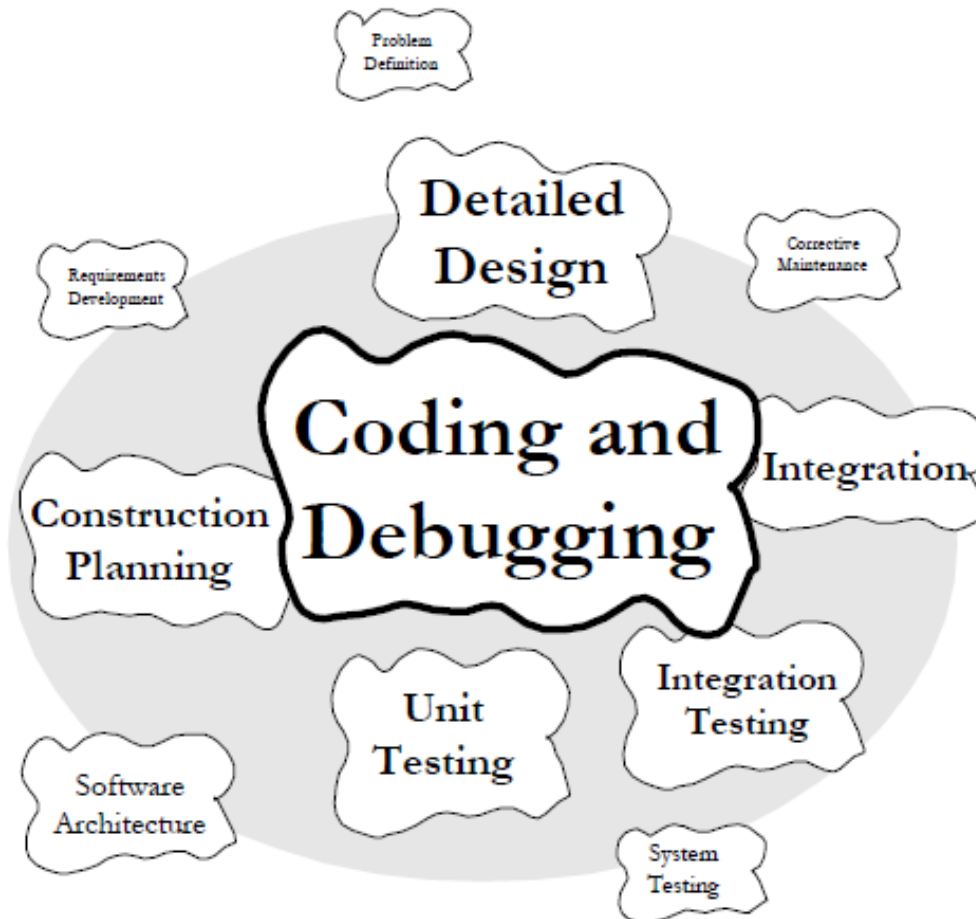 Problem
Definition
Detailed
Design
Corrective
Maintenance
Requirements
Development
Coding and
Debugging
Integration
Construction
Planning
Unit
Testing
Integration
Testing
Software
Architecture
System
Testing